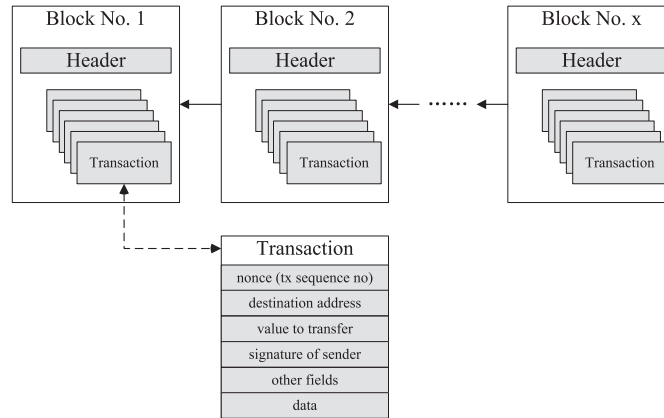 Block No. 1
Header
Transaction
Block No. 2
Header
Transaction
......
Block No. x
Header
Transaction
Transaction
nonce (tx sequence no)
destination address
value to transfer
signature of sender
other fields
data